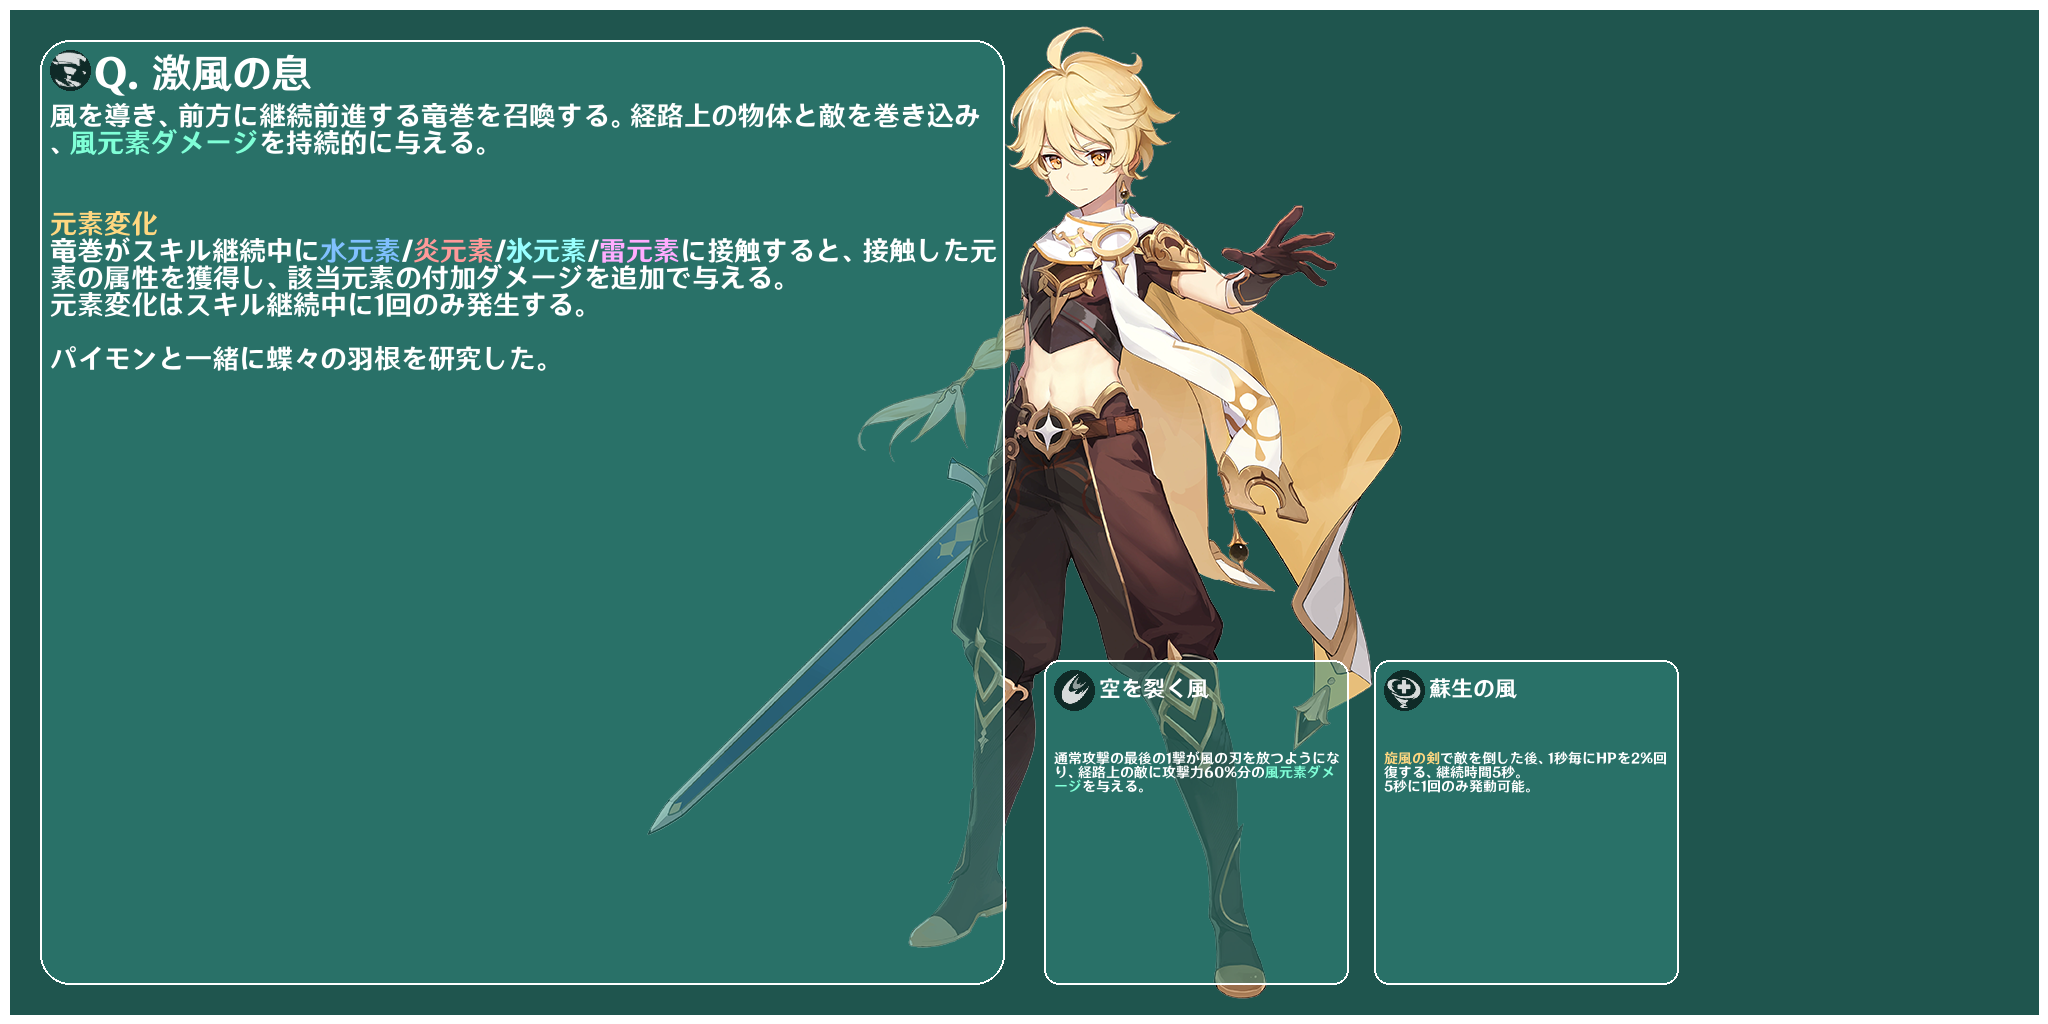 Q. 激風の息
風を導き、前方に継続前進する竜巻を召喚する。経路上の物体と敵を巻き込み
、風元素ダメージを持続的に与える。
元素変化
竜巻がスキル継続中に水元素/炎元素/氷元素/雷元素に接触すると、接触した元
素の属性を獲得し、該当元素の付加ダメージを追加で与える。
元素変化はスキル継続中に1回のみ発生する。
パイモンと一緒に蝶々の羽根を研究した。
空を裂く風
通常攻撃の最後の1撃が風の刃を放つようにな
り、経路上の敵に攻撃力60%分の風元素ダメ
ージを与える。
蘇生の風
旋風の剣で敵を倒した後、1秒毎にHPを2%回
復する、継続時間5秒。
5秒に1回のみ発動可能。